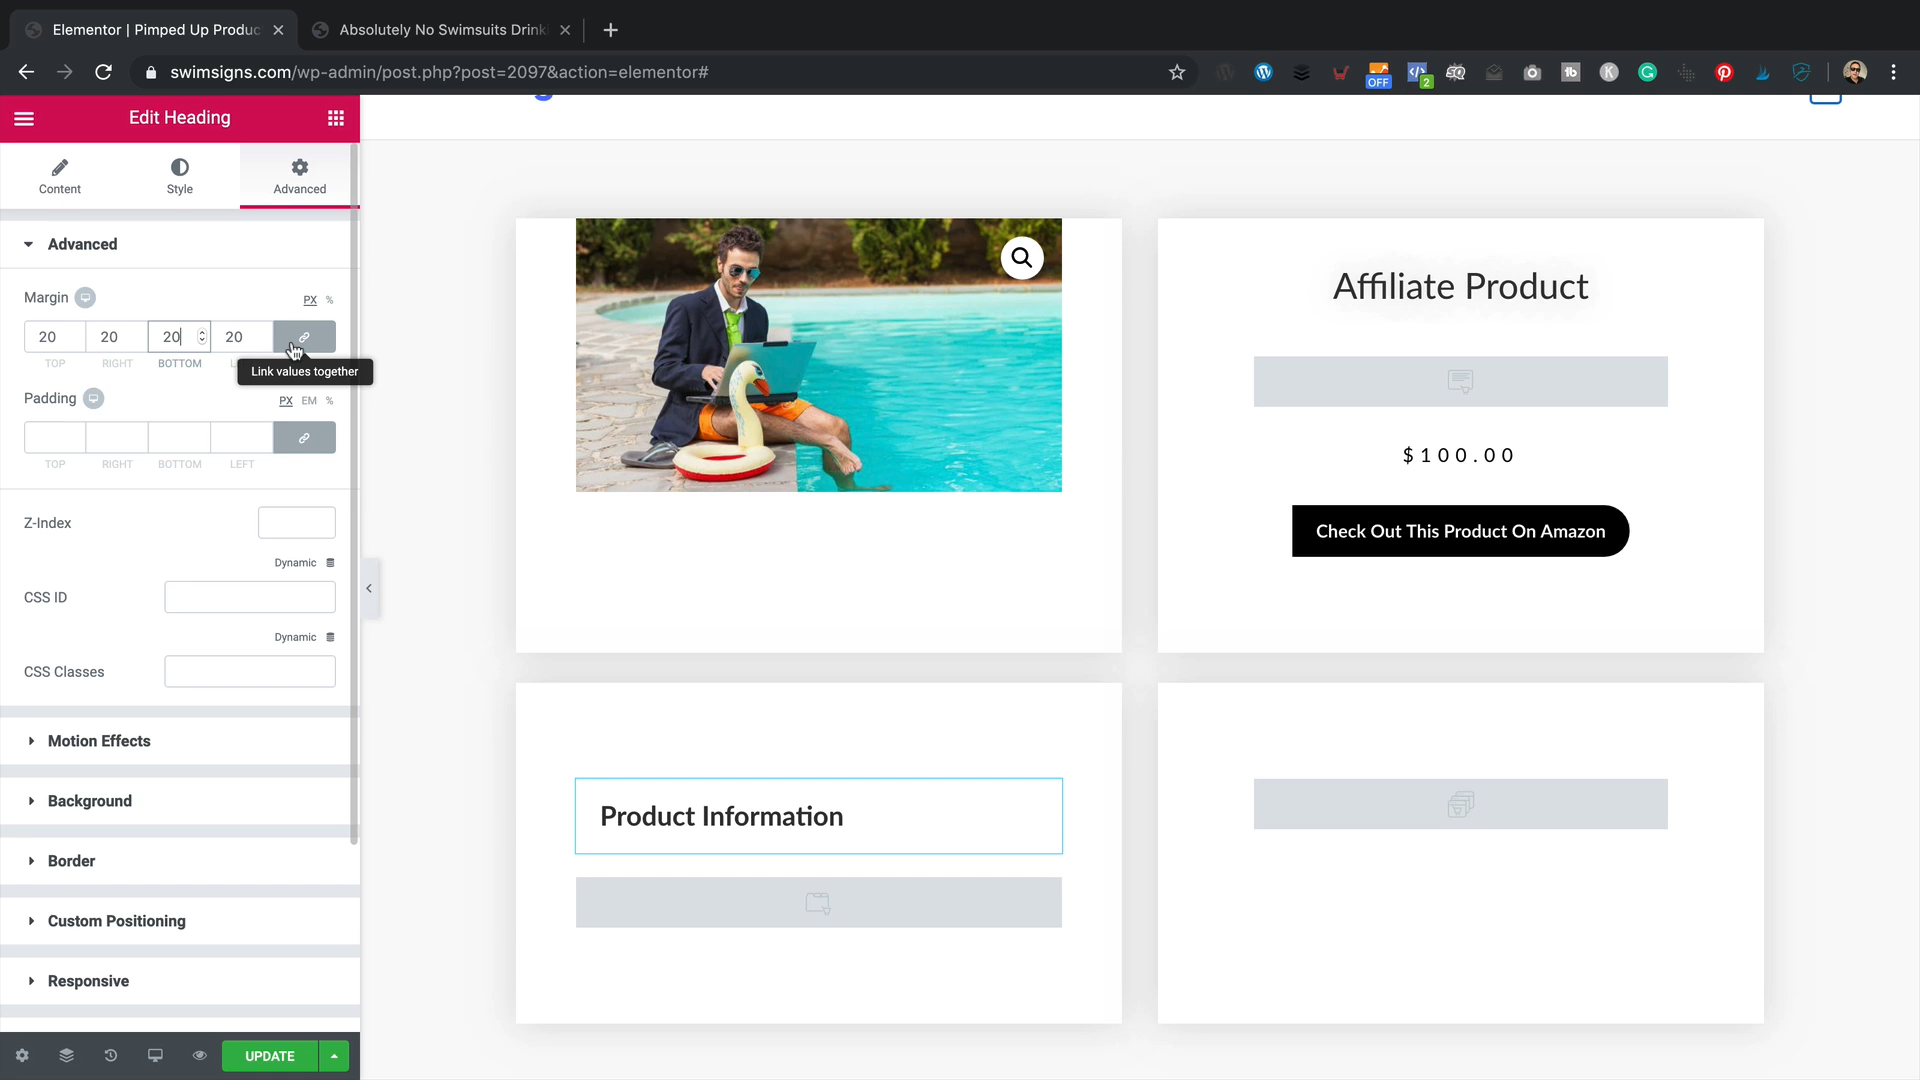 Elementor | Pimped Up Produc
Absolutely No Swimsuits Drinki
swimsigns.com/wp-admin/post.php?post=2097&action=elementor#
OFF
2
Edit Heading
Content
Style
Advanced
Advanced
Margin
PX %
20 20 20 20
TOP RIGHT BOTTOM L
Link values together
Padding
PX EM %
TOP RIGHT BOTTOM LEFT
Z-Index
Dynamic
CSS ID
Dynamic
CSS Classes
Motion Effects
Background
Border
Custom Positioning
Responsive
UPDATE
Affiliate Product
$100.00
Check Out This Product On Amazon
Product Information